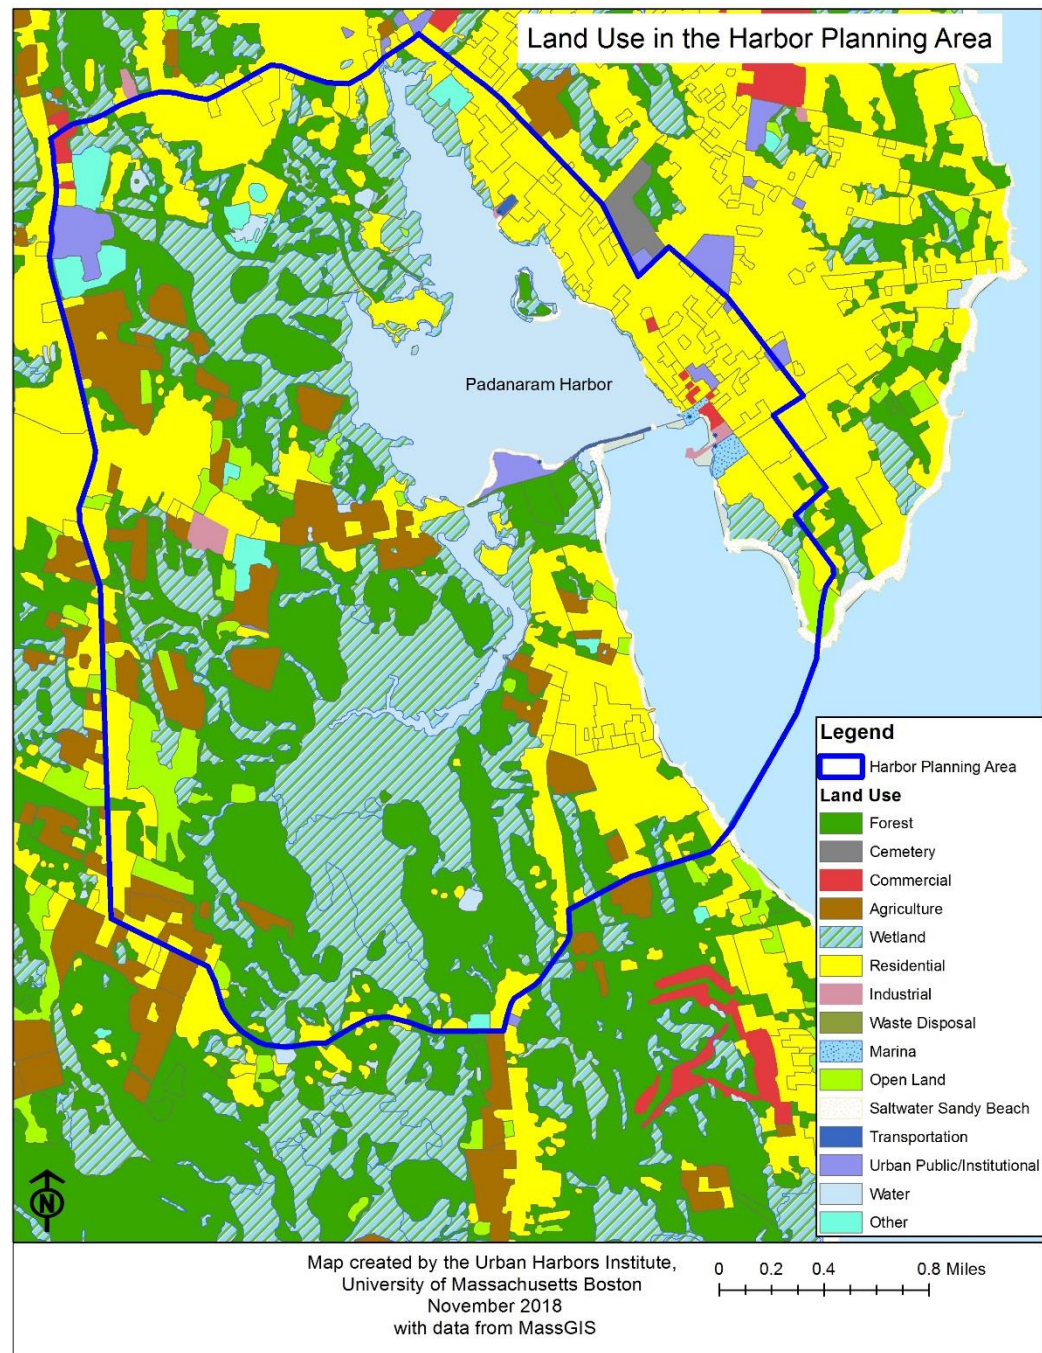 Land Use in the Harbor Planning Area
Padanaram Harbor
Legend
Harbor Planning Area
Land Use
Forest
Cemetery
Commercial
Agriculture
Wetland
Residential
Industrial
Waste Disposal
Marina
Open Land
Saltwater Sandy Beach
Transportation
Urban Public/Institutional
Water
Other
N
Map created by the Urban Harbors Institute,
University of Massachusetts Boston
November 2018
with data from MassGIS
0 0.2 0.4 0.8 Miles